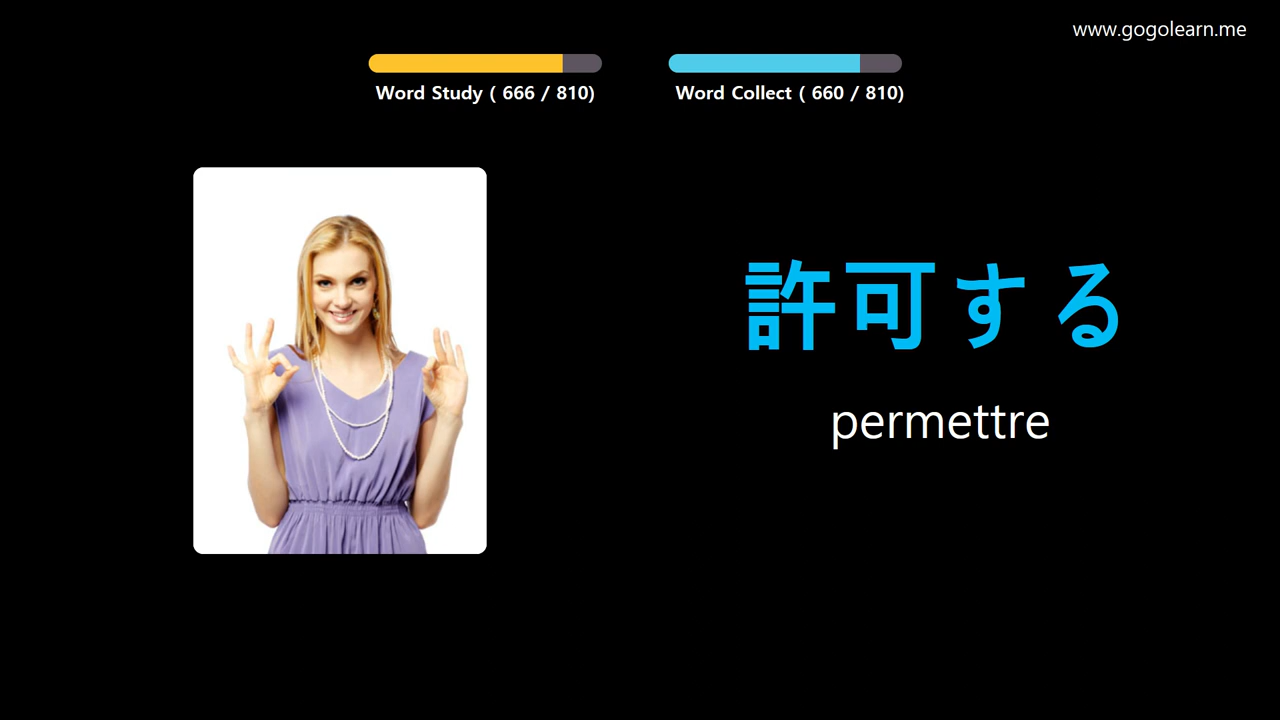 www.gogolearn.me
Word Study ( 666 / 810)
Word Collect ( 660 / 810)
許可する
permettre